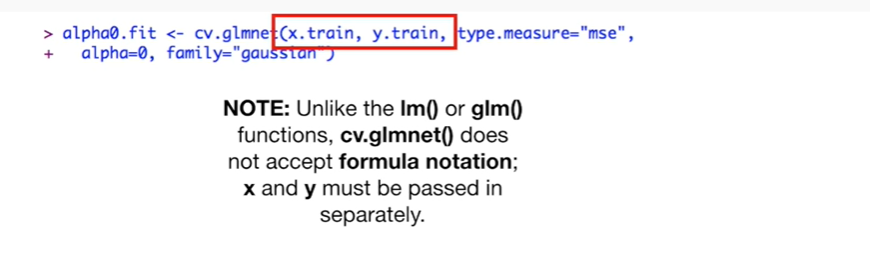 > alpha0.fit <- cv.glmnet(x.train, y.train, type.measure="mse",
+   alpha=0, family="gaussian")
NOTE: Unlike the lm() or glm()
functions, cv.glmnet() does
not accept formula notation;
x and y must be passed in
separately.